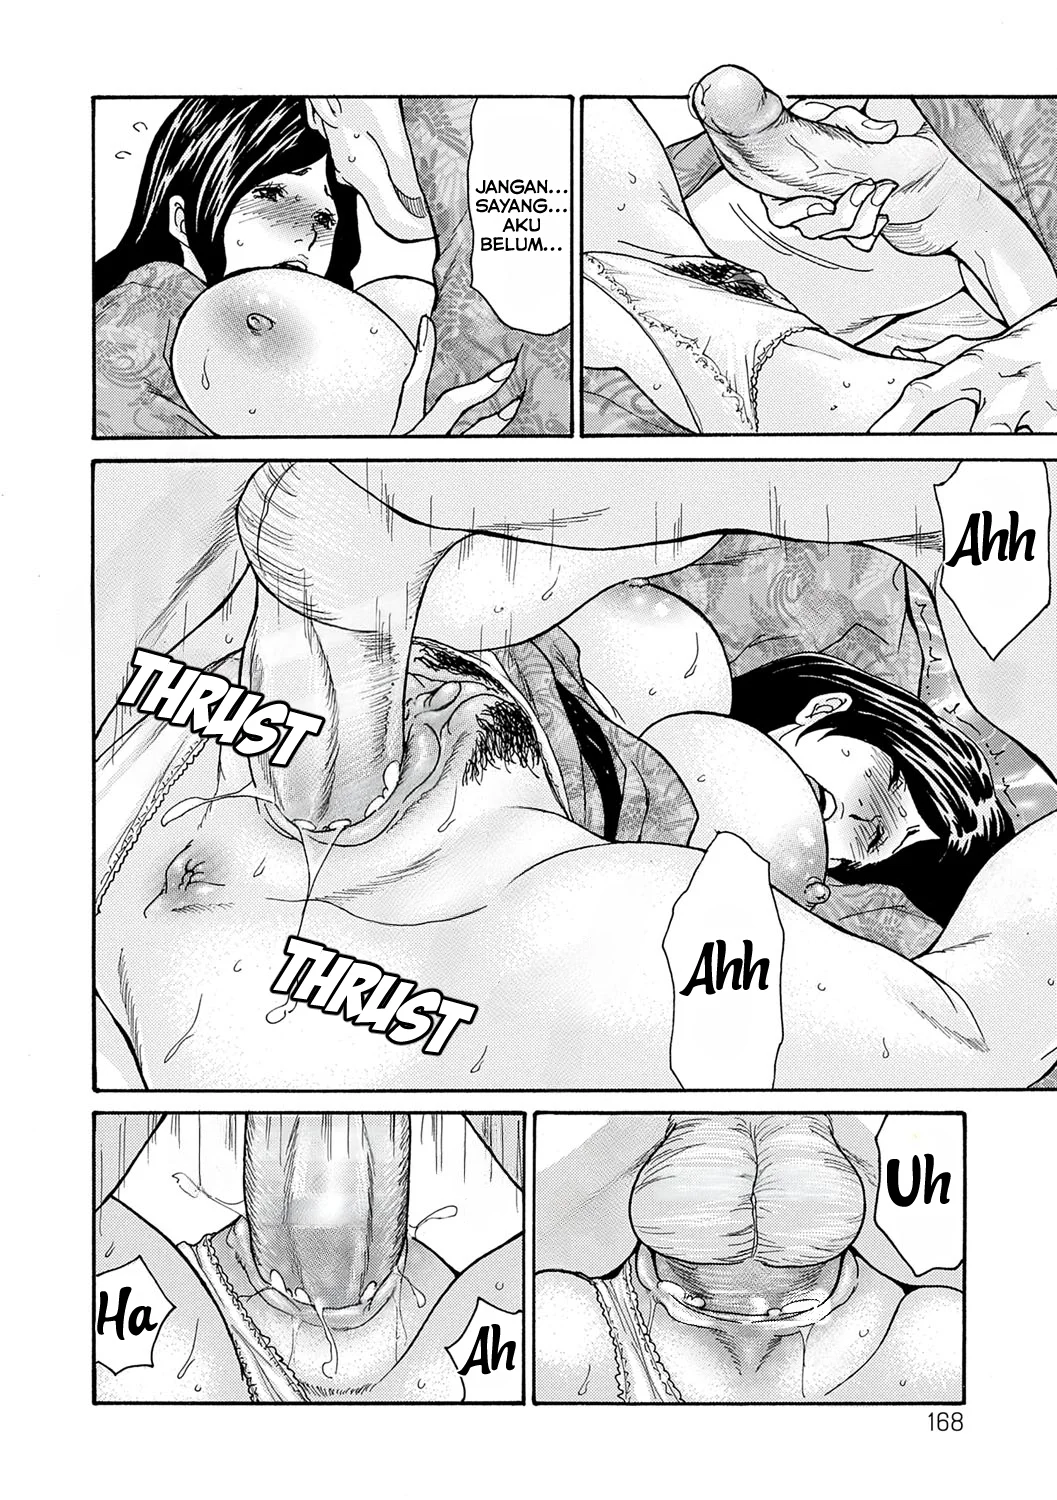 JANGAN...
SAYANG...
AKU
BELUM...
Ahh
THRUST
Ahh
THRUST
Uh
Ha
Ah
168